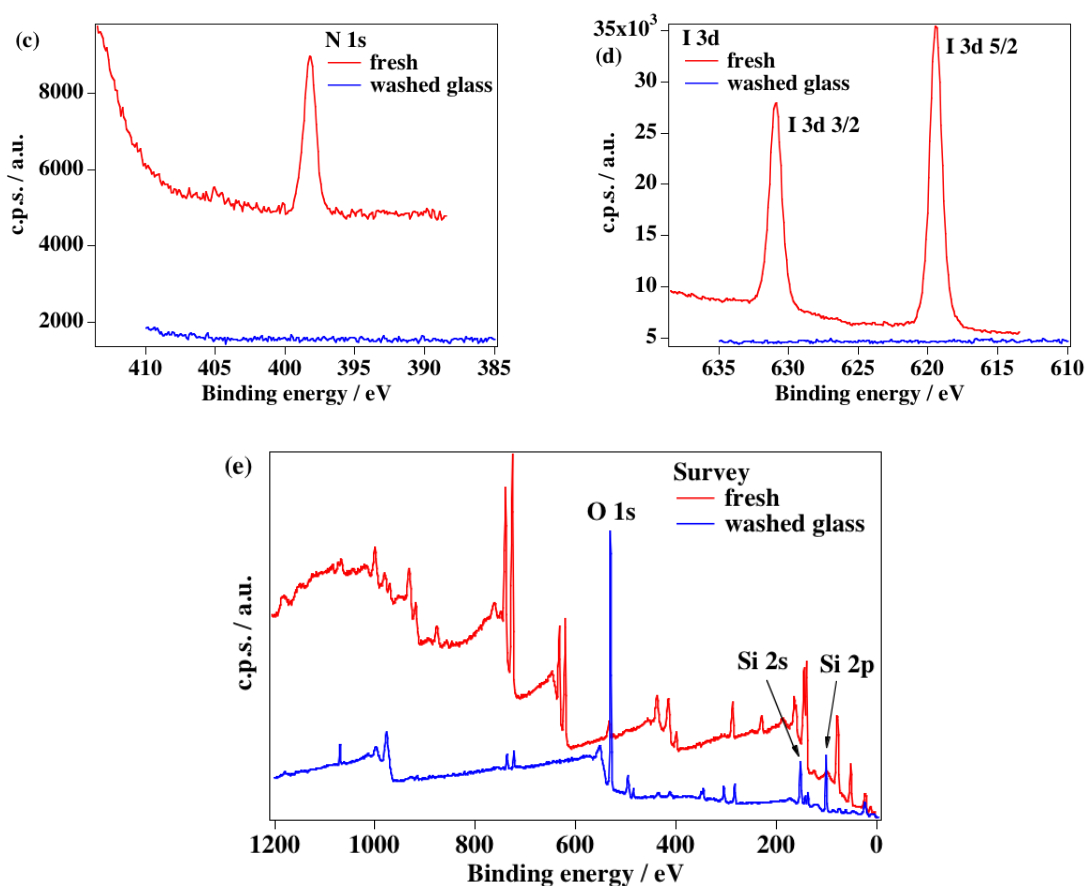 (c)
N 1s
fresh
washed glass
8000
6000
4000
2000
c.p.s. / a.u.
410
405
400
395
390
385
Binding energy / eV
(d)
I 3d
fresh
washed glass
I 3d 5/2
I 3d 3/2
35x10³
30
25
20
15
10
5
c.p.s. / a.u.
635
630
625
620
615
610
Binding energy / eV
(e)
Survey
fresh
washed glass
O 1s
Si 2s
Si 2p
c.p.s. / a.u.
1200
1000
800
600
400
200
0
Binding energy / eV